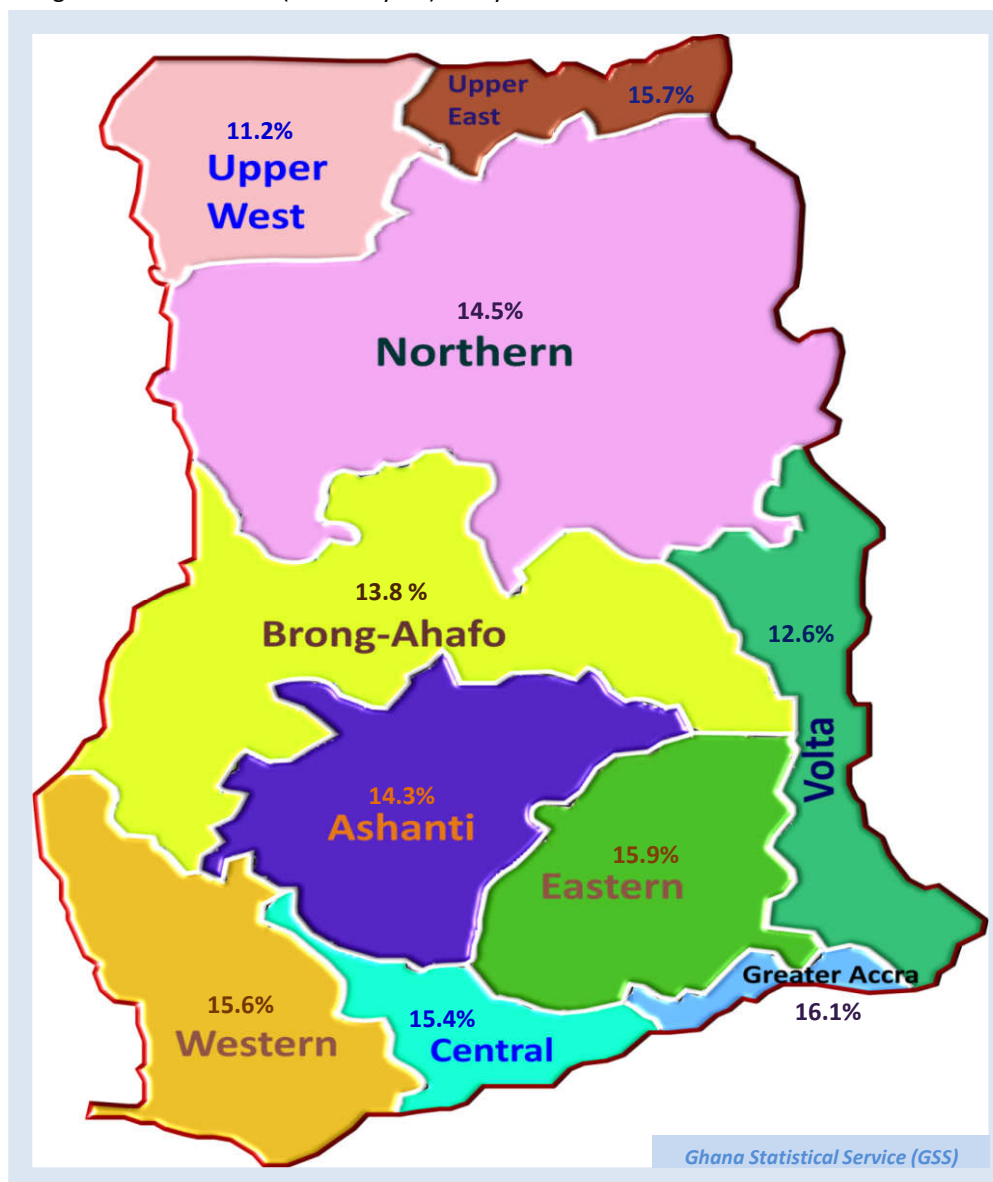 Upper
East
15.7%
11.2%
Upper
West
14.5%
Northern
13.8 %
Brong-Ahafo
12.6%
Volta
14.3%
Ashanti
15.9%
Eastern
Greater Accra
16.1%
15.6%
Western
15.4%
Central
Ghana Statistical Service (GSS)